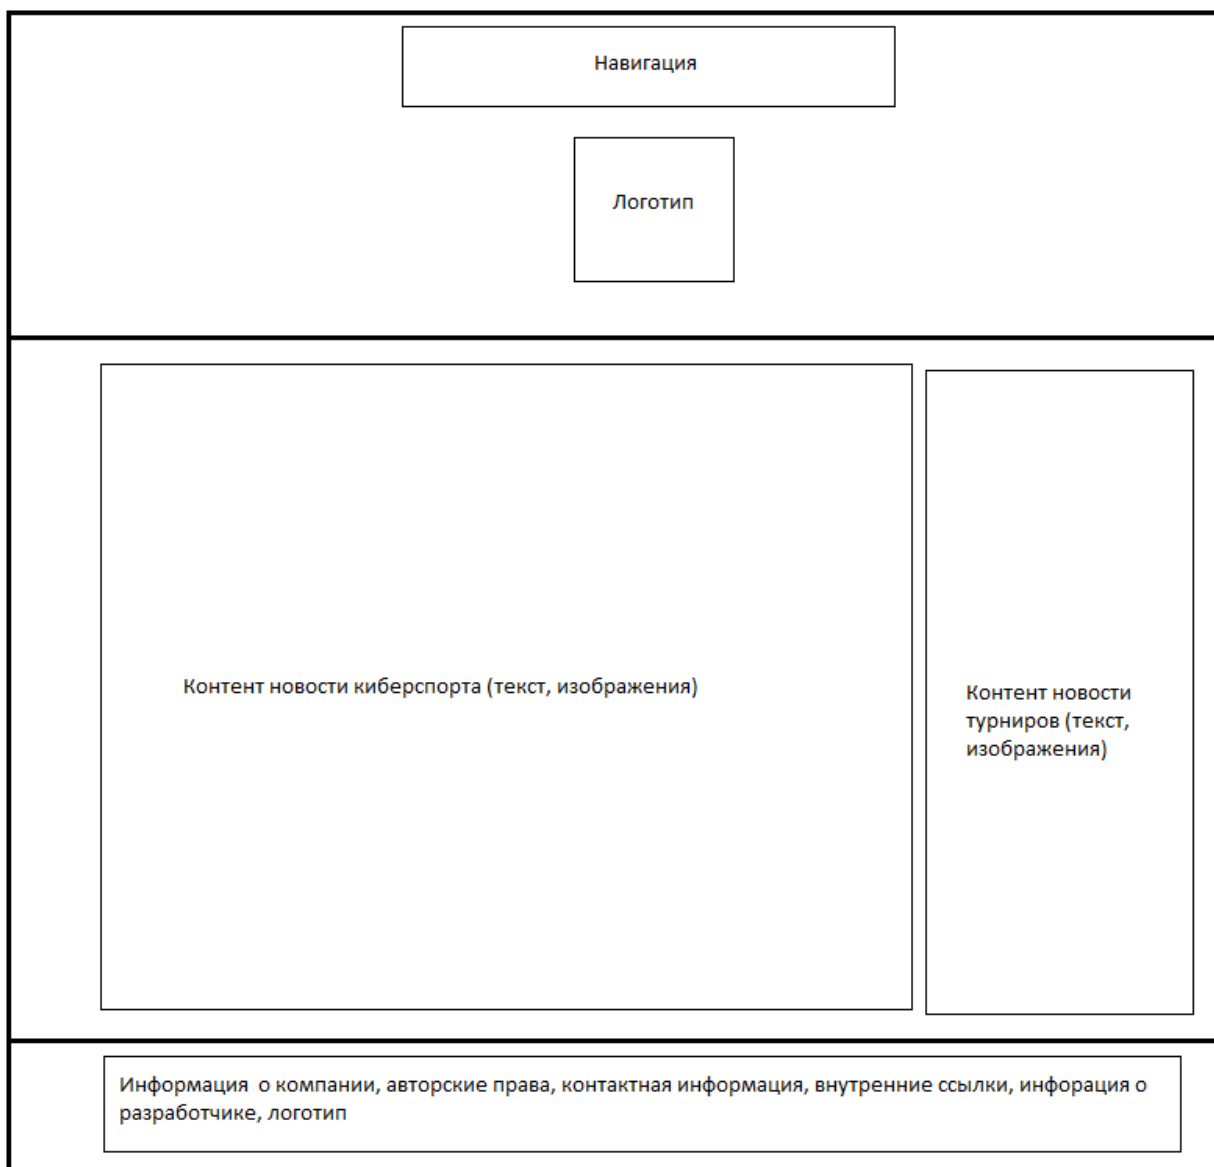 Навигация
Логотип
Контент новости киберспорта (текст, изображения)
Контент новости
турниров (текст,
изображения)
Информация  о компании, авторские права, контактная информация, внутренние ссылки, инфорация о
разработчике, логотип